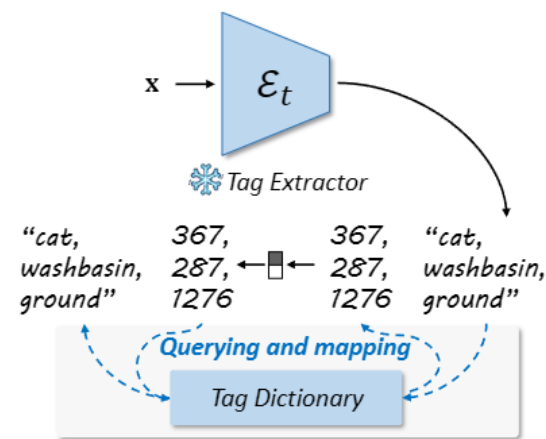 x
ℰt
Tag Extractor
“cat, washbasin, ground”
367, 287, 1276
367, 287, 1276
“cat, washbasin, ground”
Querying and mapping
Tag Dictionary